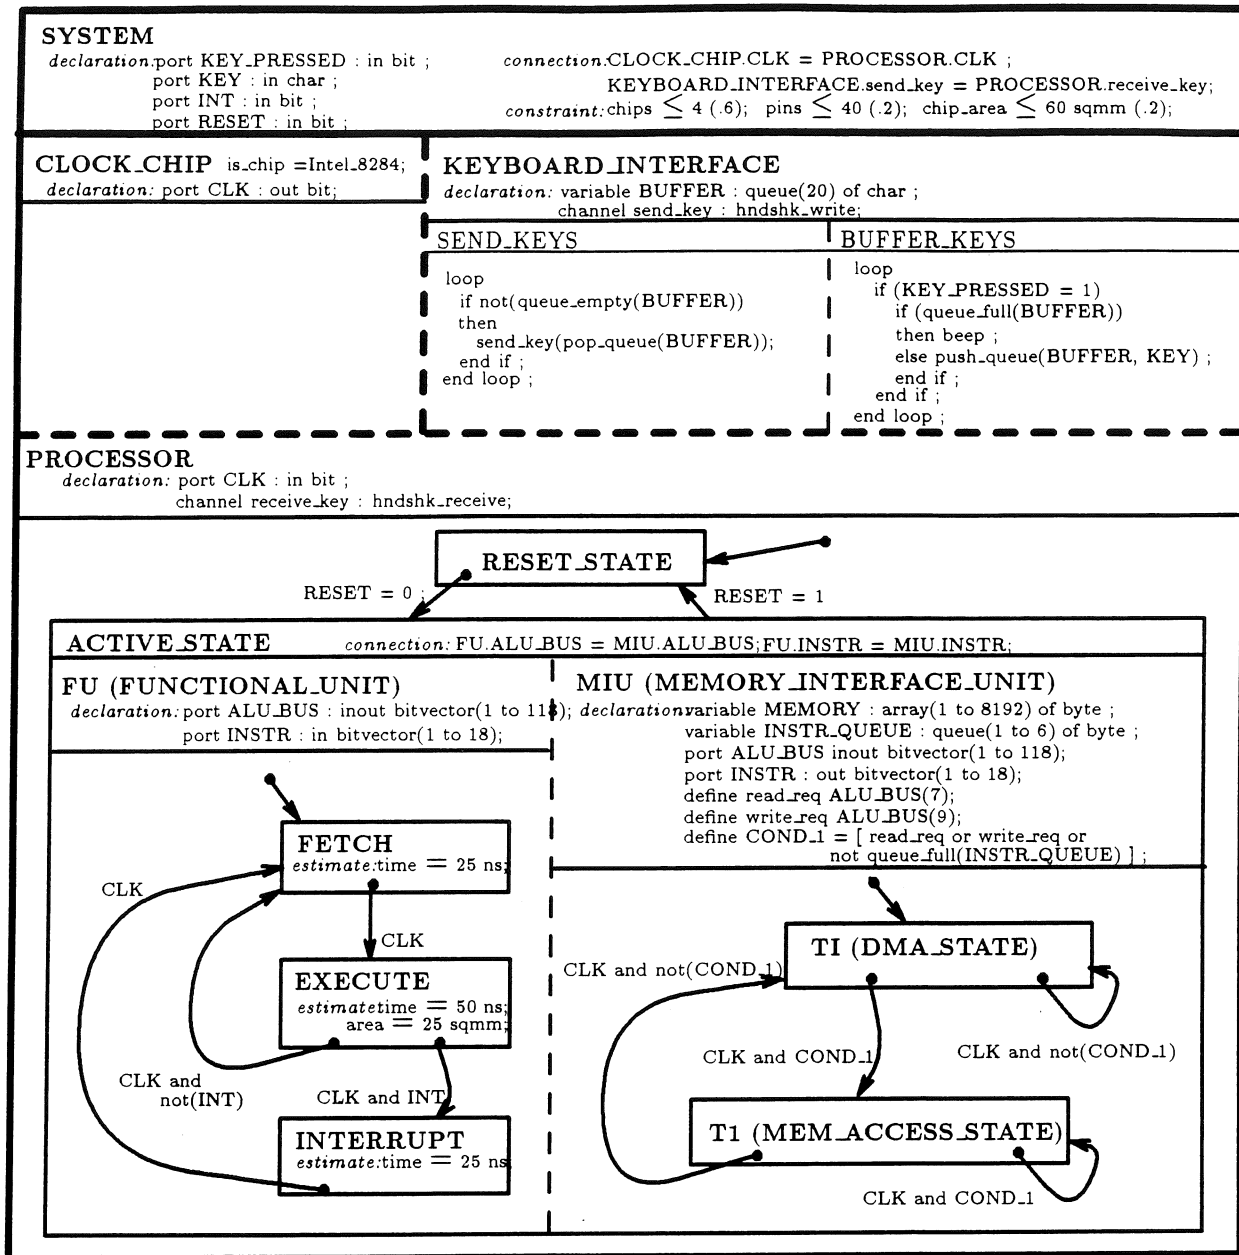 SYSTEM
declaration: port KEY_PRESSED : in bit ;
port KEY : in char ;
port INT : in bit ;
port RESET : in bit ;
connection: CLOCK_CHIP.CLK = PROCESSOR.CLK ;
KEYBOARD_INTERFACE.send_key = PROCESSOR.receive_key;
constraint: chips ≤ 4 (.6); pins ≤ 40 (.2); chip_area ≤ 60 sqmm (.2);
CLOCK_CHIP is_chip =Intel_8284;
declaration: port CLK : out bit;
KEYBOARD_INTERFACE
declaration: variable BUFFER : queue(20) of char ;
channel send_key : hndshk_write;
SEND_KEYS
loop
if not(queue_empty(BUFFER))
then
send_key(pop_queue(BUFFER));
end if ;
end loop ;
BUFFER_KEYS
loop
if (KEY_PRESSED = 1)
if (queue_full(BUFFER))
then beep ;
else push_queue(BUFFER, KEY) ;
end if ;
end if ;
end loop ;
PROCESSOR
declaration: port CLK : in bit ;
channel receive_key : hndshk_receive;
RESET_STATE
RESET = 0 ;
RESET = 1
ACTIVE_STATE connection: FU.ALU_BUS = MIU.ALU_BUS; FU.INSTR = MIU.INSTR;
FU (FUNCTIONAL_UNIT)
declaration: port ALU_BUS : inout bitvector(1 to 118);
port INSTR : in bitvector(1 to 18);
FETCH
estimate: time = 25 ns;
CLK
CLK
EXECUTE
estimate time = 50 ns;
area = 25 sqmm;
CLK and
not(INT)
CLK and INT
INTERRUPT
estimate: time = 25 ns;
MIU (MEMORY_INTERFACE_UNIT)
declaration: variable MEMORY : array(1 to 8192) of byte ;
variable INSTR_QUEUE : queue(1 to 6) of byte ;
port ALU_BUS inout bitvector(1 to 118);
port INSTR : out bitvector(1 to 18);
define read_req ALU_BUS(7);
define write_req ALU_BUS(9);
define COND_1 = [ read_req or write_req or
not queue_full(INSTR_QUEUE) ] ;
TI (DMA_STATE)
CLK and not(COND_1)
CLK and COND_1
CLK and not(COND_1)
T1 (MEM_ACCESS_STATE)
CLK and COND_1